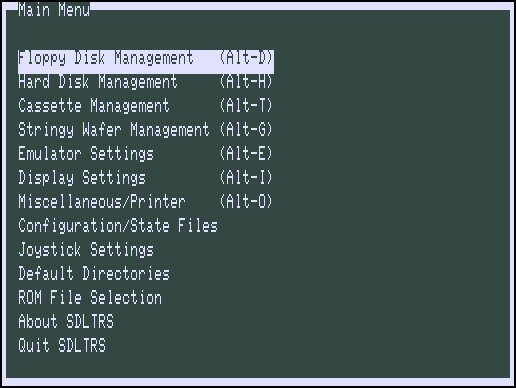 Main Menu
Floppy Disk Management (Alt-D)
Hard Disk Management (Alt-H)
Cassette Management (Alt-T)
Stringy Wafer Management (Alt-G)
Emulator Settings (Alt-E)
Display Settings (Alt-I)
Miscellaneous/Printer (Alt-O)
Configuration/State Files
Joystick Settings
Default Directories
ROM File Selection
About SDLTRS
Quit SDLTRS